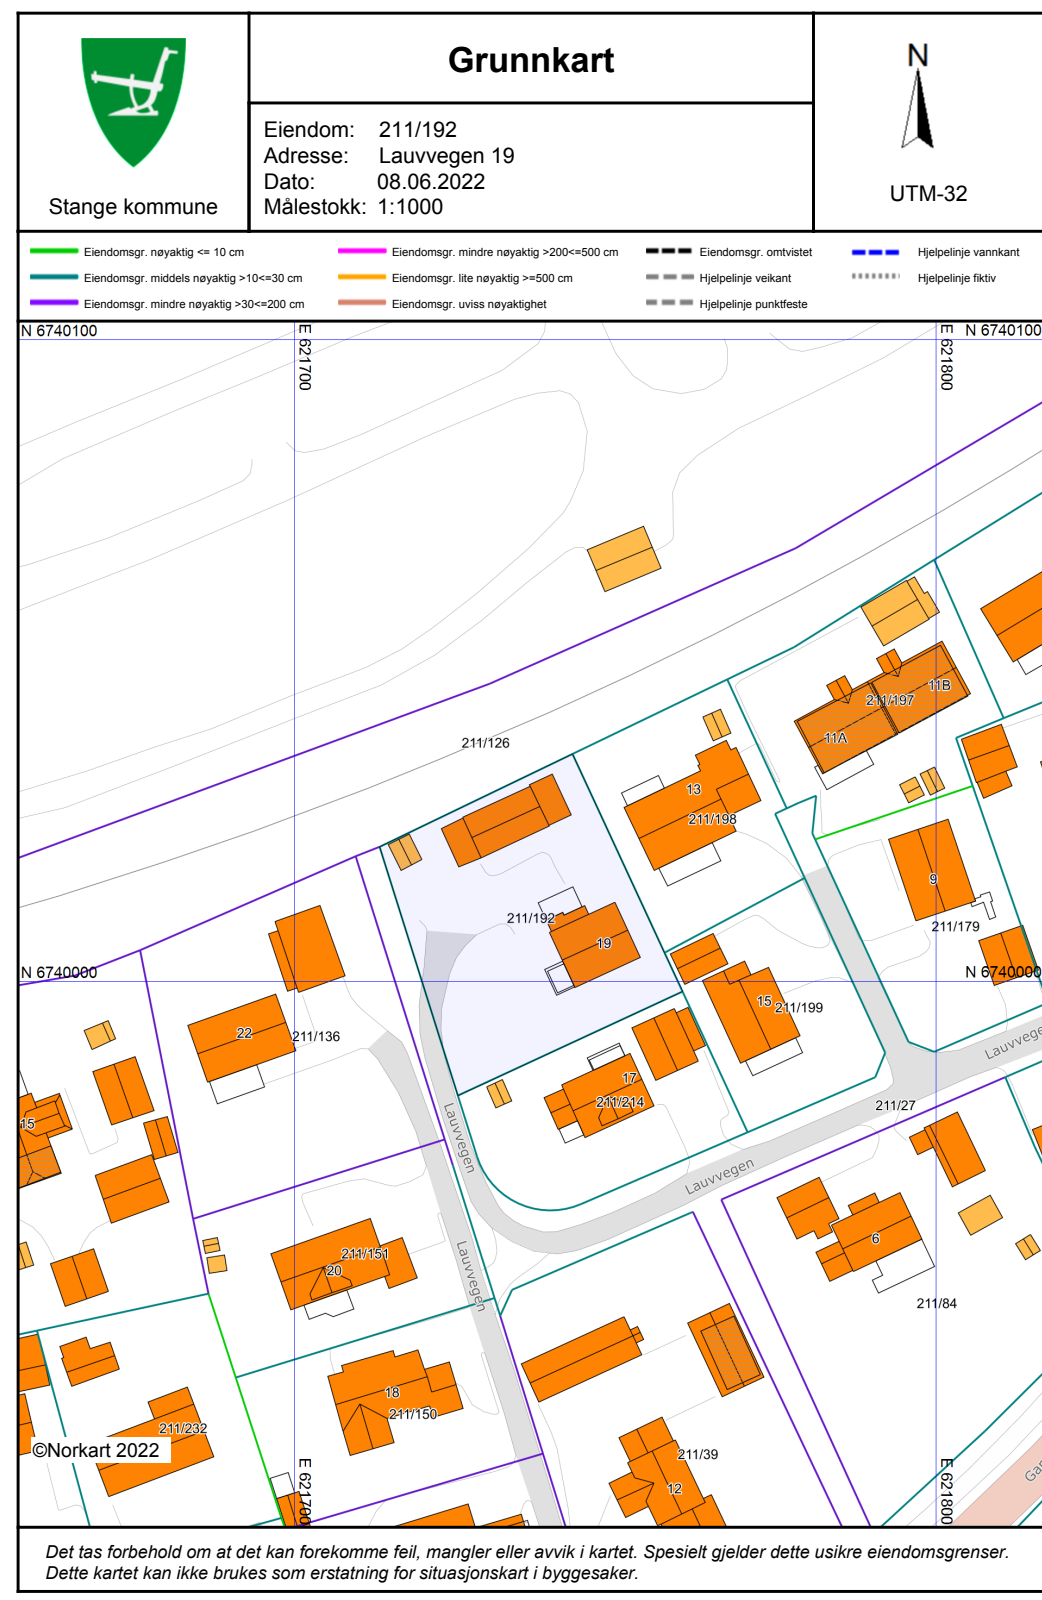 Stange kommune
Grunnkart
Eiendom: 211/192
Adresse: Lauvvegen 19
Dato: 08.06.2022
Målestokk: 1:1000
N
UTM-32
Eiendomsgr. nøyaktig <= 10 cm
Eiendomsgr. middels nøyaktig >10<=30 cm
Eiendomsgr. mindre nøyaktig >30<=200 cm
Eiendomsgr. mindre nøyaktig >200<=500 cm
Eiendomsgr. lite nøyaktig >=500 cm
Eiendomsgr. uviss nøyaktighet
Eiendomsgr. omtvistet
Hjelpelinje veikant
Hjelpelinje punktfeste
Hjelpelinje vannkant
Hjelpelinje fiktiv
N 6740100
E 621700
E 621800
N 6740100
11B
211/197
11A
211/126
13
211/198
9
211/192
19
211/179
N 6740000
N 6740000
15
211/199
22
211/136
Lauvvege
17
211/214
211/27
15
Lauvvegen
Lauvvegen
6
211/151
20
Lauvvegen
211/84
18
211/150
211/232
211/39
12
©Norkart 2022
E 621700
E 621800
Gar
Det tas forbehold om at det kan forekomme feil, mangler eller avvik i kartet. Spesielt gjelder dette usikre eiendomsgrenser.
Dette kartet kan ikke brukes som erstatning for situasjonskart i byggesaker.